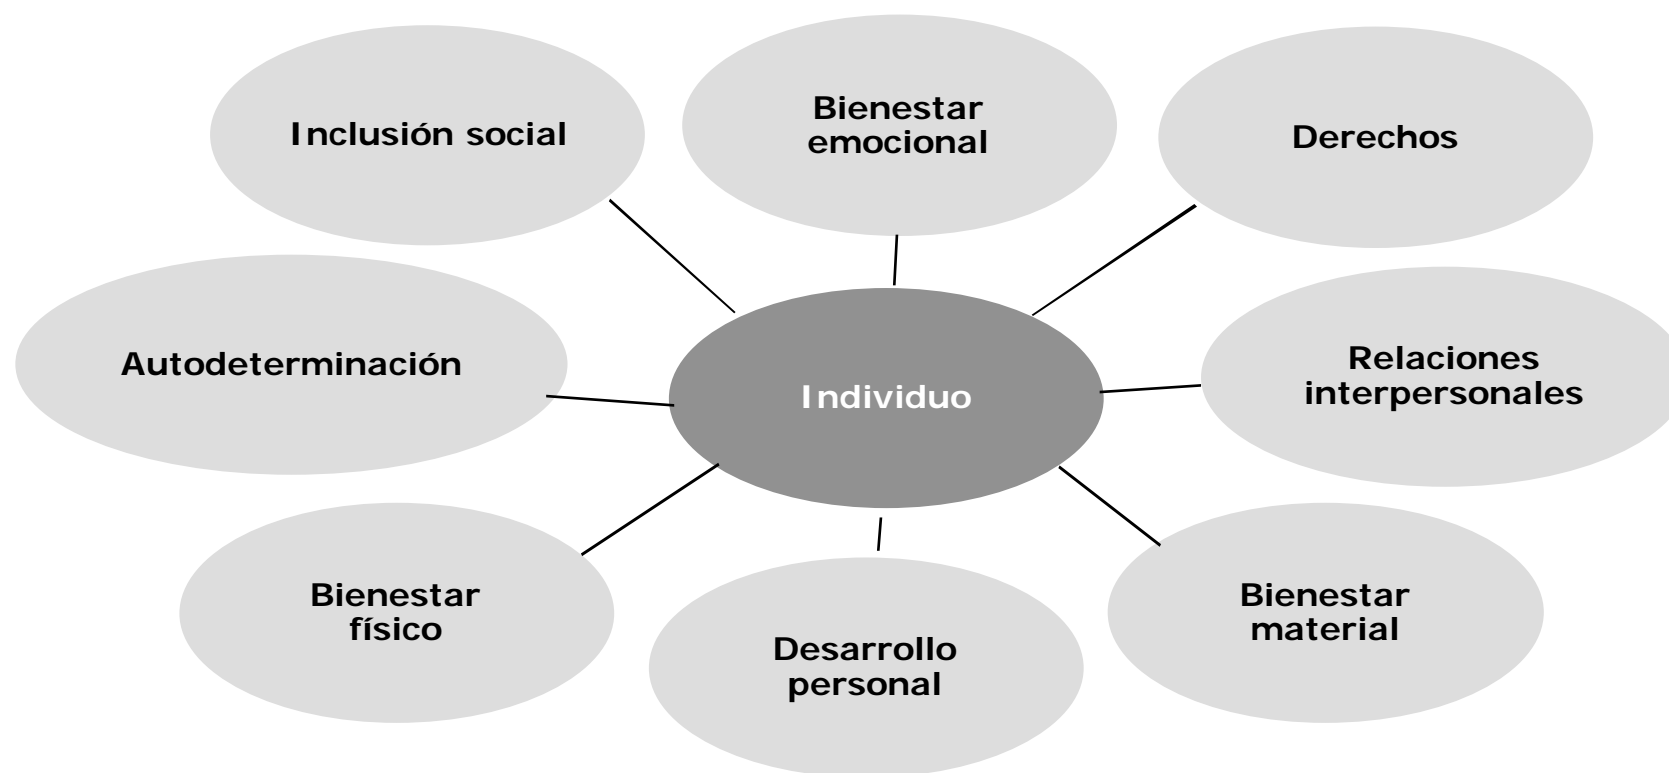 Inclusión social
Bienestar
emocional
Derechos
Autodeterminación
Individuo
Relaciones
interpersonales
Bienestar
físico
Desarrollo
personal
Bienestar
material